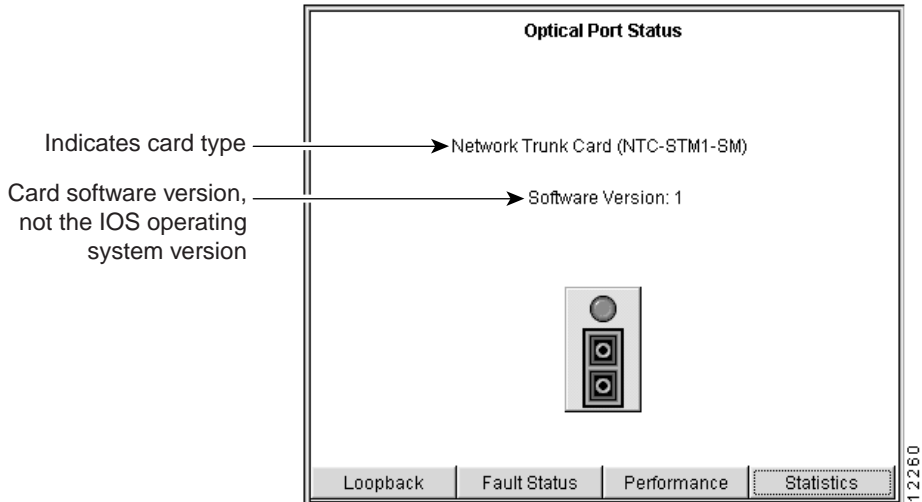 Optical Port Status
Indicates card type
Network Trunk Card (NTC-STM1-SM)
Card software version,
not the IOS operating
system version
Software Version: 1
Loopback
Fault Status
Performance
Statistics
12260